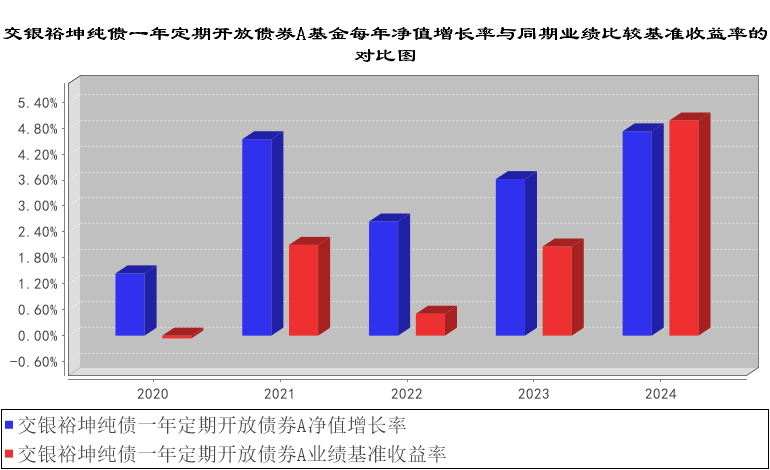 交银裕坤纯债一年定期开放债券A基金每年净值增长率与同期业绩比较基准收益率的
对比图
5.40%
4.80%
4.20%
3.60%
3.00%
2.40%
1.80%
1.20%
0.60%
0.00%
-0.60%
2020 2021 2022 2023 2024
交银裕坤纯债一年定期开放债券A净值增长率
交银裕坤纯债一年定期开放债券A业绩基准收益率